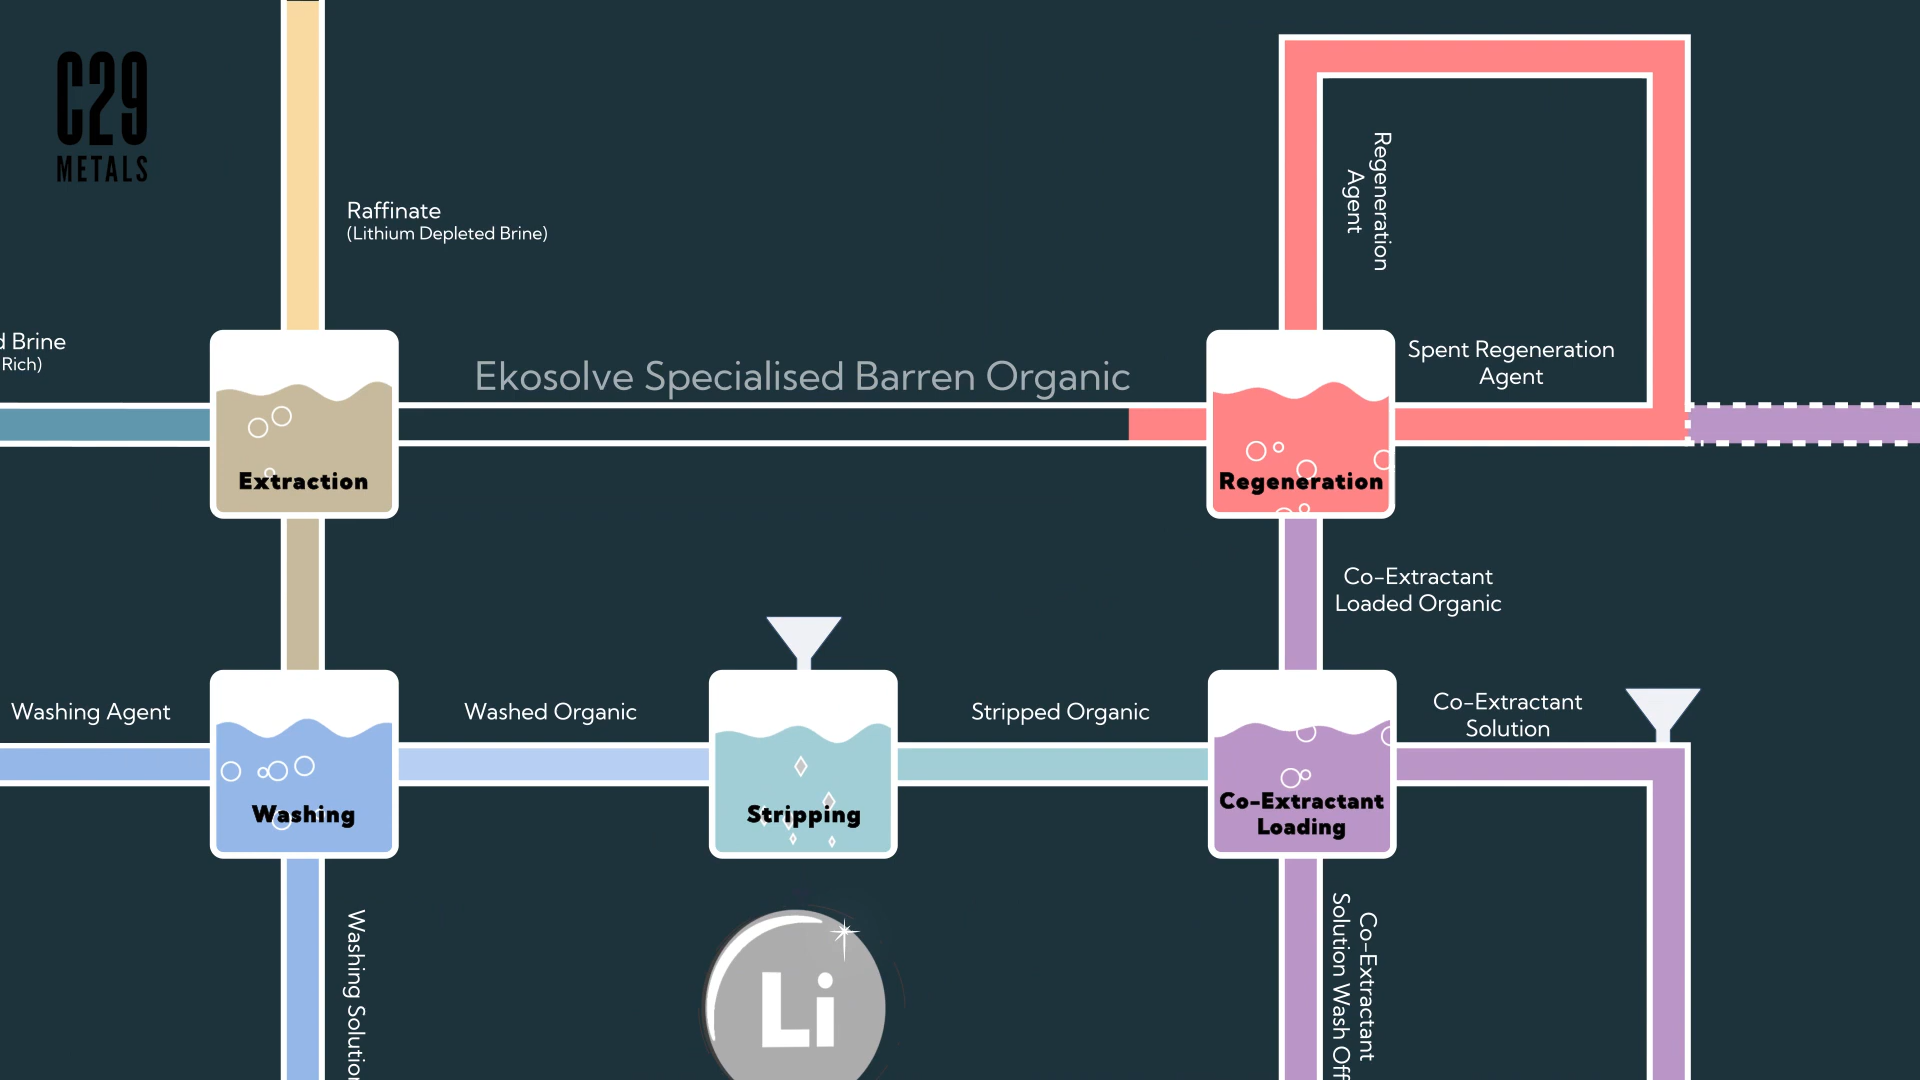 C29
METALS
Raffinate
(Lithium Depleted Brine)
Regeneration
Agent
Brine
Rich)
Ekosolve Specialised Barren Organic
Spent Regeneration
Agent
Extraction
Regeneration
Co-Extractant
Loaded Organic
Washing Agent
Washed Organic
Stripped Organic
Co-Extractant
Solution
Washing
Stripping
Co-Extractant
Loading
Washing Solution
Li
Co-Extractant
Solution Wash Off